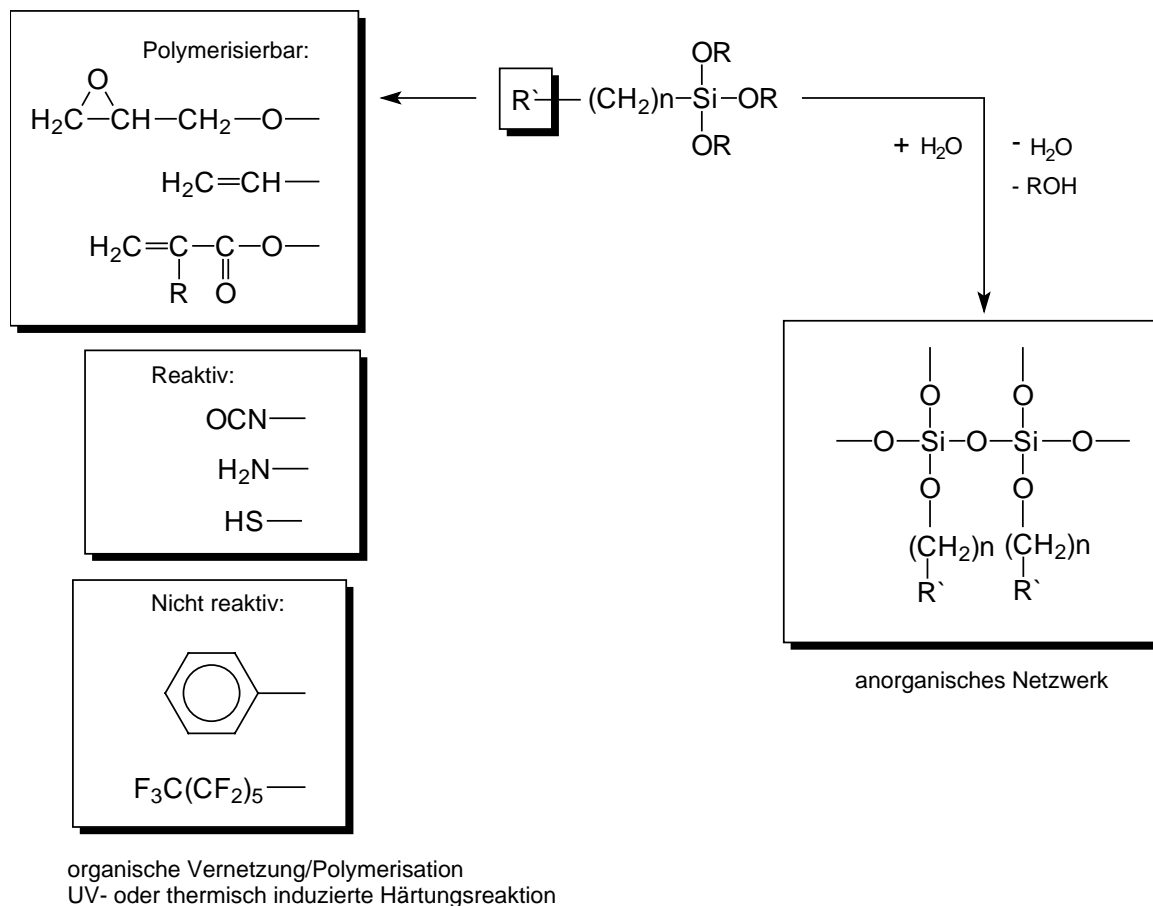 Polymerisierbar:
O
H₂C—CH—CH₂—O—
H₂C=CH—
H₂C=C—C—O—
R O
Reaktiv:
OCN—
H₂N—
HS—
Nicht reaktiv:
F₃C(CF₂)₅—
organische Vernetzung/Polymerisation
UV- oder thermisch induzierte Härtungsreaktion
OR
R`—(CH₂)n—Si—OR
OR
+ H₂O
- H₂O
- ROH
O O
—O—Si—O—Si—O—
O O
(CH₂)n (CH₂)n
R` R`
anorganisches Netzwerk